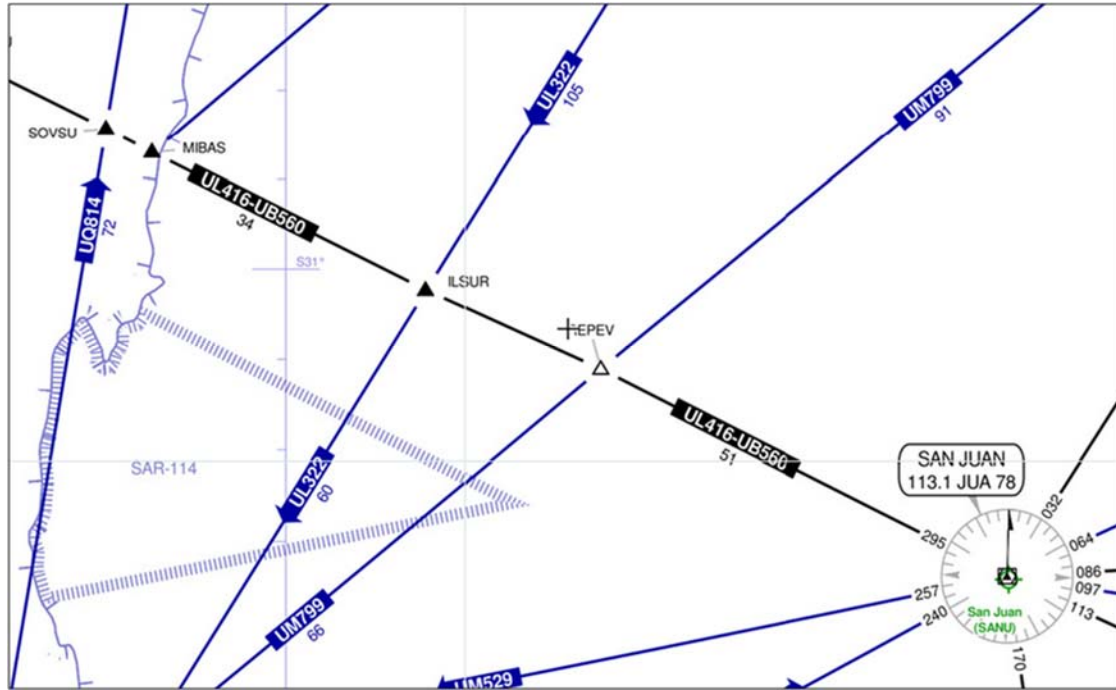 UL322
105
UM799
91
SOVSU
MIBAS
UL416-UB560
34
UQ814
72
S31°
ILSUR
EPEV
UL416-UB560
51
SAR-114
UL322
60
SAN JUAN
113.1 JUA 78
032
295
064
086
097
257
240
113
San Juan
(SANU)
170
UM799
66
UM529